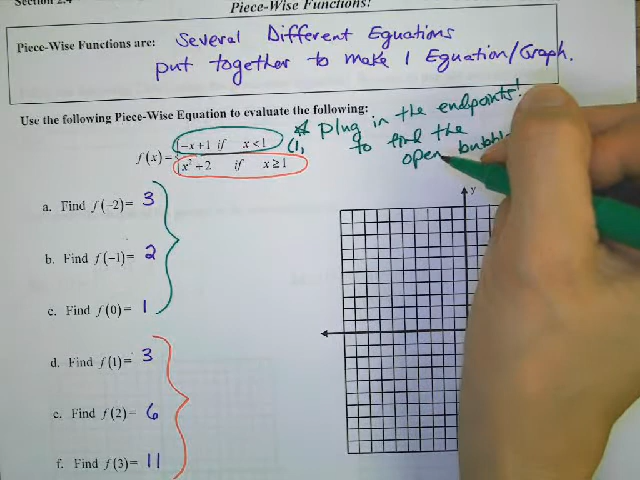 Section 2.4
Piece-Wise Functions!
Piece-Wise Functions are: Several Different Equations
put together to make 1 Equation/Graph.
Use the following Piece-Wise Equation to evaluate the following:
* Plug in the endpoints!
to find the
open
f(x) = { -x+1 if x<1 (1,
x²+2 if x≥1
a. Find f(-2)= 3
b. Find f(-1)= 2
c. Find f(0)= 1
d. Find f(1)= 3
e. Find f(2)= 6
f. Find f(3)= 11
y